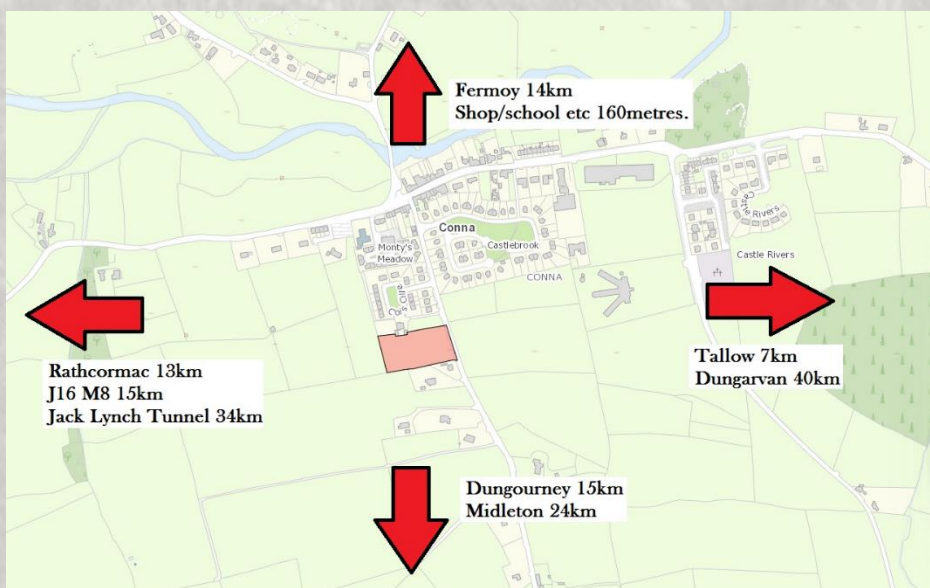 Fermoy 14km
Shop/school etc 160metres.
Conna
Monty's
Meadow
Castlebrook
CONNA
Castle Rivers
Castle Rivers
Rathcormac 13km
J16 M8 15km
Jack Lynch Tunnel 34km
Tallow 7km
Dungarvan 40km
Dungourney 15km
Midleton 24km